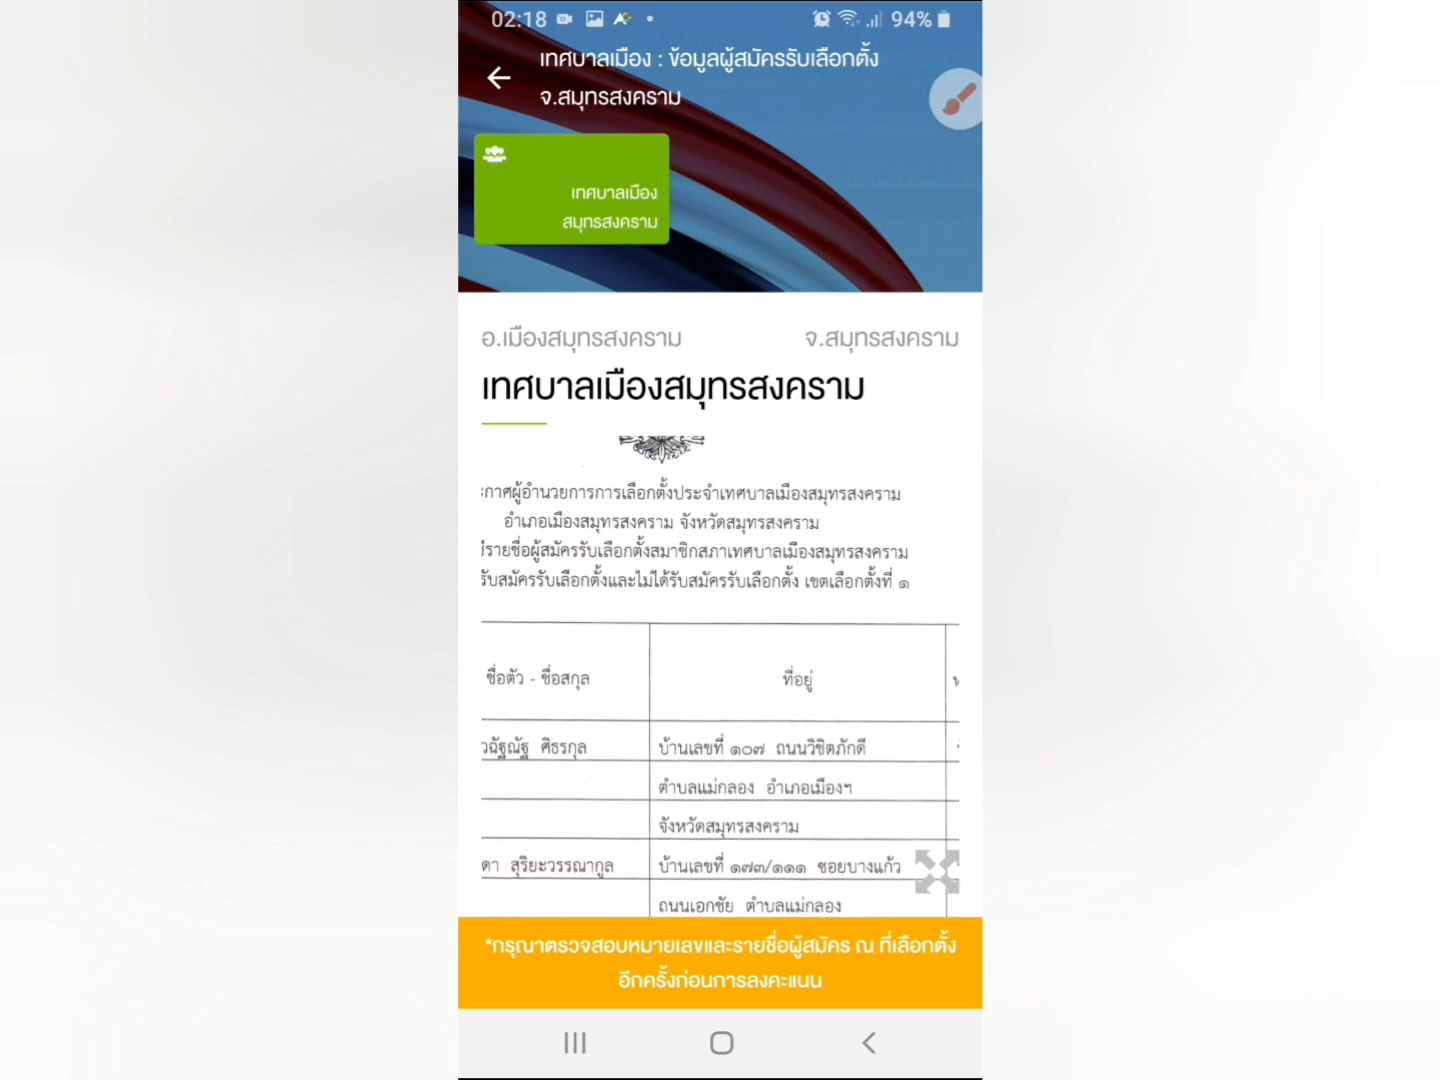 02:18 94%
เทศบาลเมือง : ข้อมูลผู้สมัครรับเลือกตั้ง
จ.สมุทรสงคราม
เทศบาลเมือง
สมุทรสงคราม
อ.เมืองสมุทรสงคราม จ.สมุทรสงคราม
เทศบาลเมืองสมุทรสงคราม
ะกาศผู้อำนวยการการเลือกตั้งประจำเทศบาลเมืองสมุทรสงคราม
อำเภอเมืองสมุทรสงคราม จังหวัดสมุทรสงคราม
รายชื่อผู้สมัครรับเลือกตั้งสมาชิกสภาเทศบาลเมืองสมุทรสงคราม
รับสมัครรับเลือกตั้งและไม่ได้รับสมัครรับเลือกตั้ง เขตเลือกตั้งที่ ๑
ชื่อตัว - ชื่อสกุล ที่อยู่
วฉัฐณัฐ ศิธรกุล บ้านเลขที่ ๑๐๗ ถนนวิชิตภักดี
ตำบลแม่กลอง อำเภอเมืองฯ
จังหวัดสมุทรสงคราม
ดา สุริยะวรรณากูล บ้านเลขที่ ๑๗๓/๑๑๑ ซอยบางแก้ว
ถนนเอกชัย ตำบลแม่กลอง
*กรุณาตรวจสอบหมายเลขและรายชื่อผู้สมัคร ณ ที่เลือกตั้ง
อีกครั้งก่อนการลงคะแนน